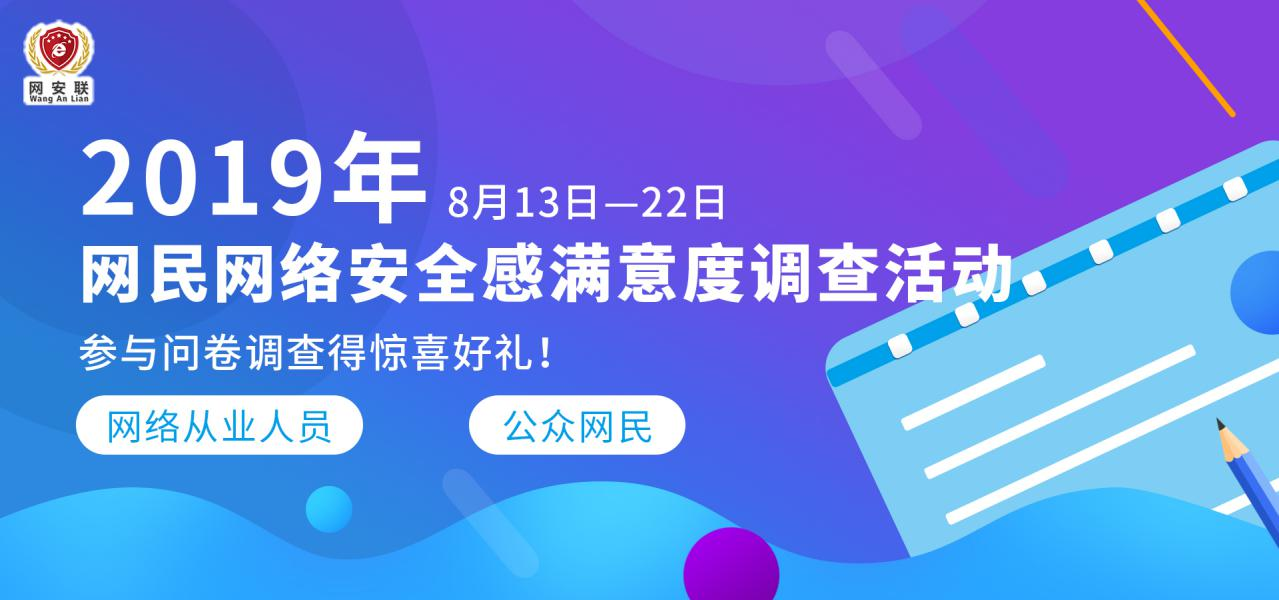 网安联
Wang An Lian
2019年 8月13日—22日
网民网络安全感满意度调查活动
参与问卷调查得惊喜好礼！
网络从业人员 公众网民